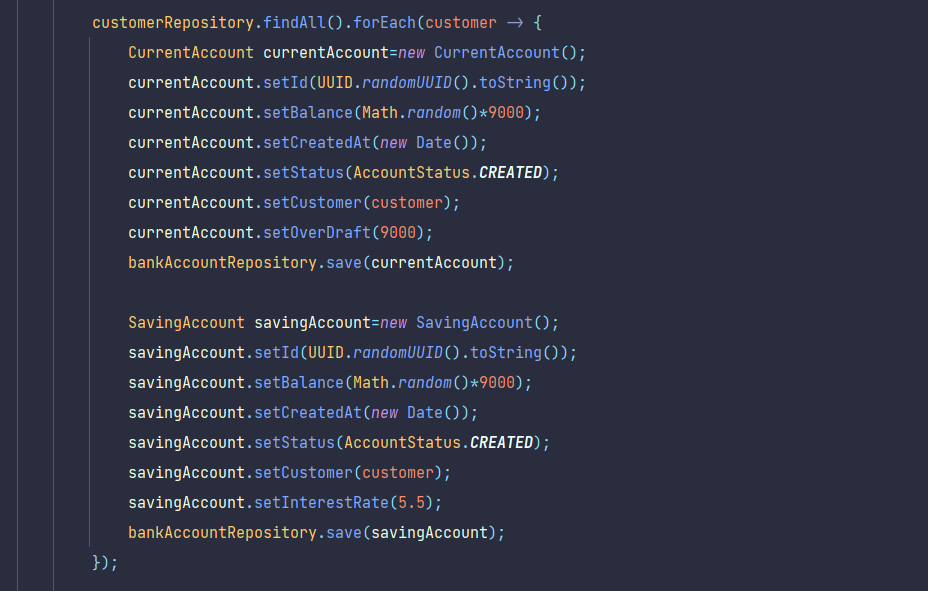 customerRepository.findAll().forEach(customer -> {
CurrentAccount currentAccount=new CurrentAccount();
currentAccount.setId(UUID.randomUUID().toString());
currentAccount.setBalance(Math.random()*9000);
currentAccount.setCreatedAt(new Date());
currentAccount.setStatus(AccountStatus.CREATED);
currentAccount.setCustomer(customer);
currentAccount.setOverDraft(9000);
bankAccountRepository.save(currentAccount);
SavingAccount savingAccount=new SavingAccount();
savingAccount.setId(UUID.randomUUID().toString());
savingAccount.setBalance(Math.random()*9000);
savingAccount.setCreatedAt(new Date());
savingAccount.setStatus(AccountStatus.CREATED);
savingAccount.setCustomer(customer);
savingAccount.setInterestRate(5.5);
bankAccountRepository.save(savingAccount);
});